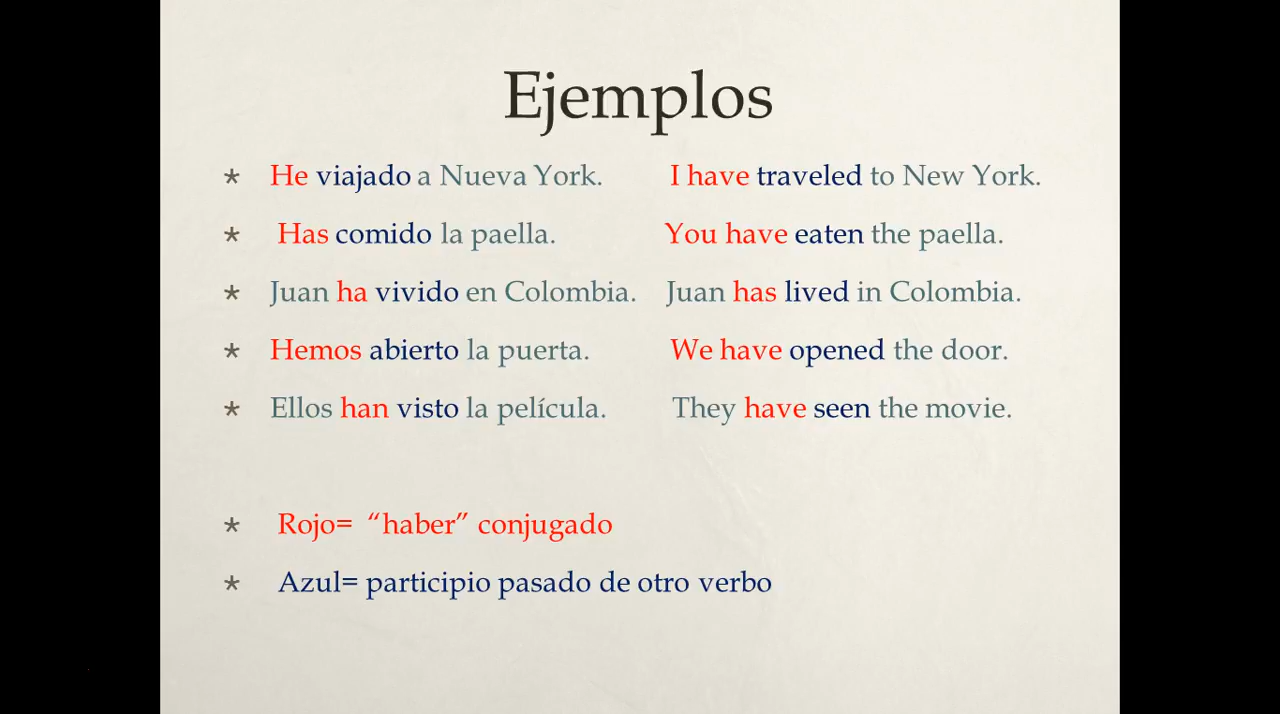 Ejemplos
* He viajado a Nueva York. I have traveled to New York.
* Has comido la paella. You have eaten the paella.
* Juan ha vivido en Colombia. Juan has lived in Colombia.
* Hemos abierto la puerta. We have opened the door.
* Ellos han visto la película. They have seen the movie.
* Rojo= “haber” conjugado
* Azul= participio pasado de otro verbo